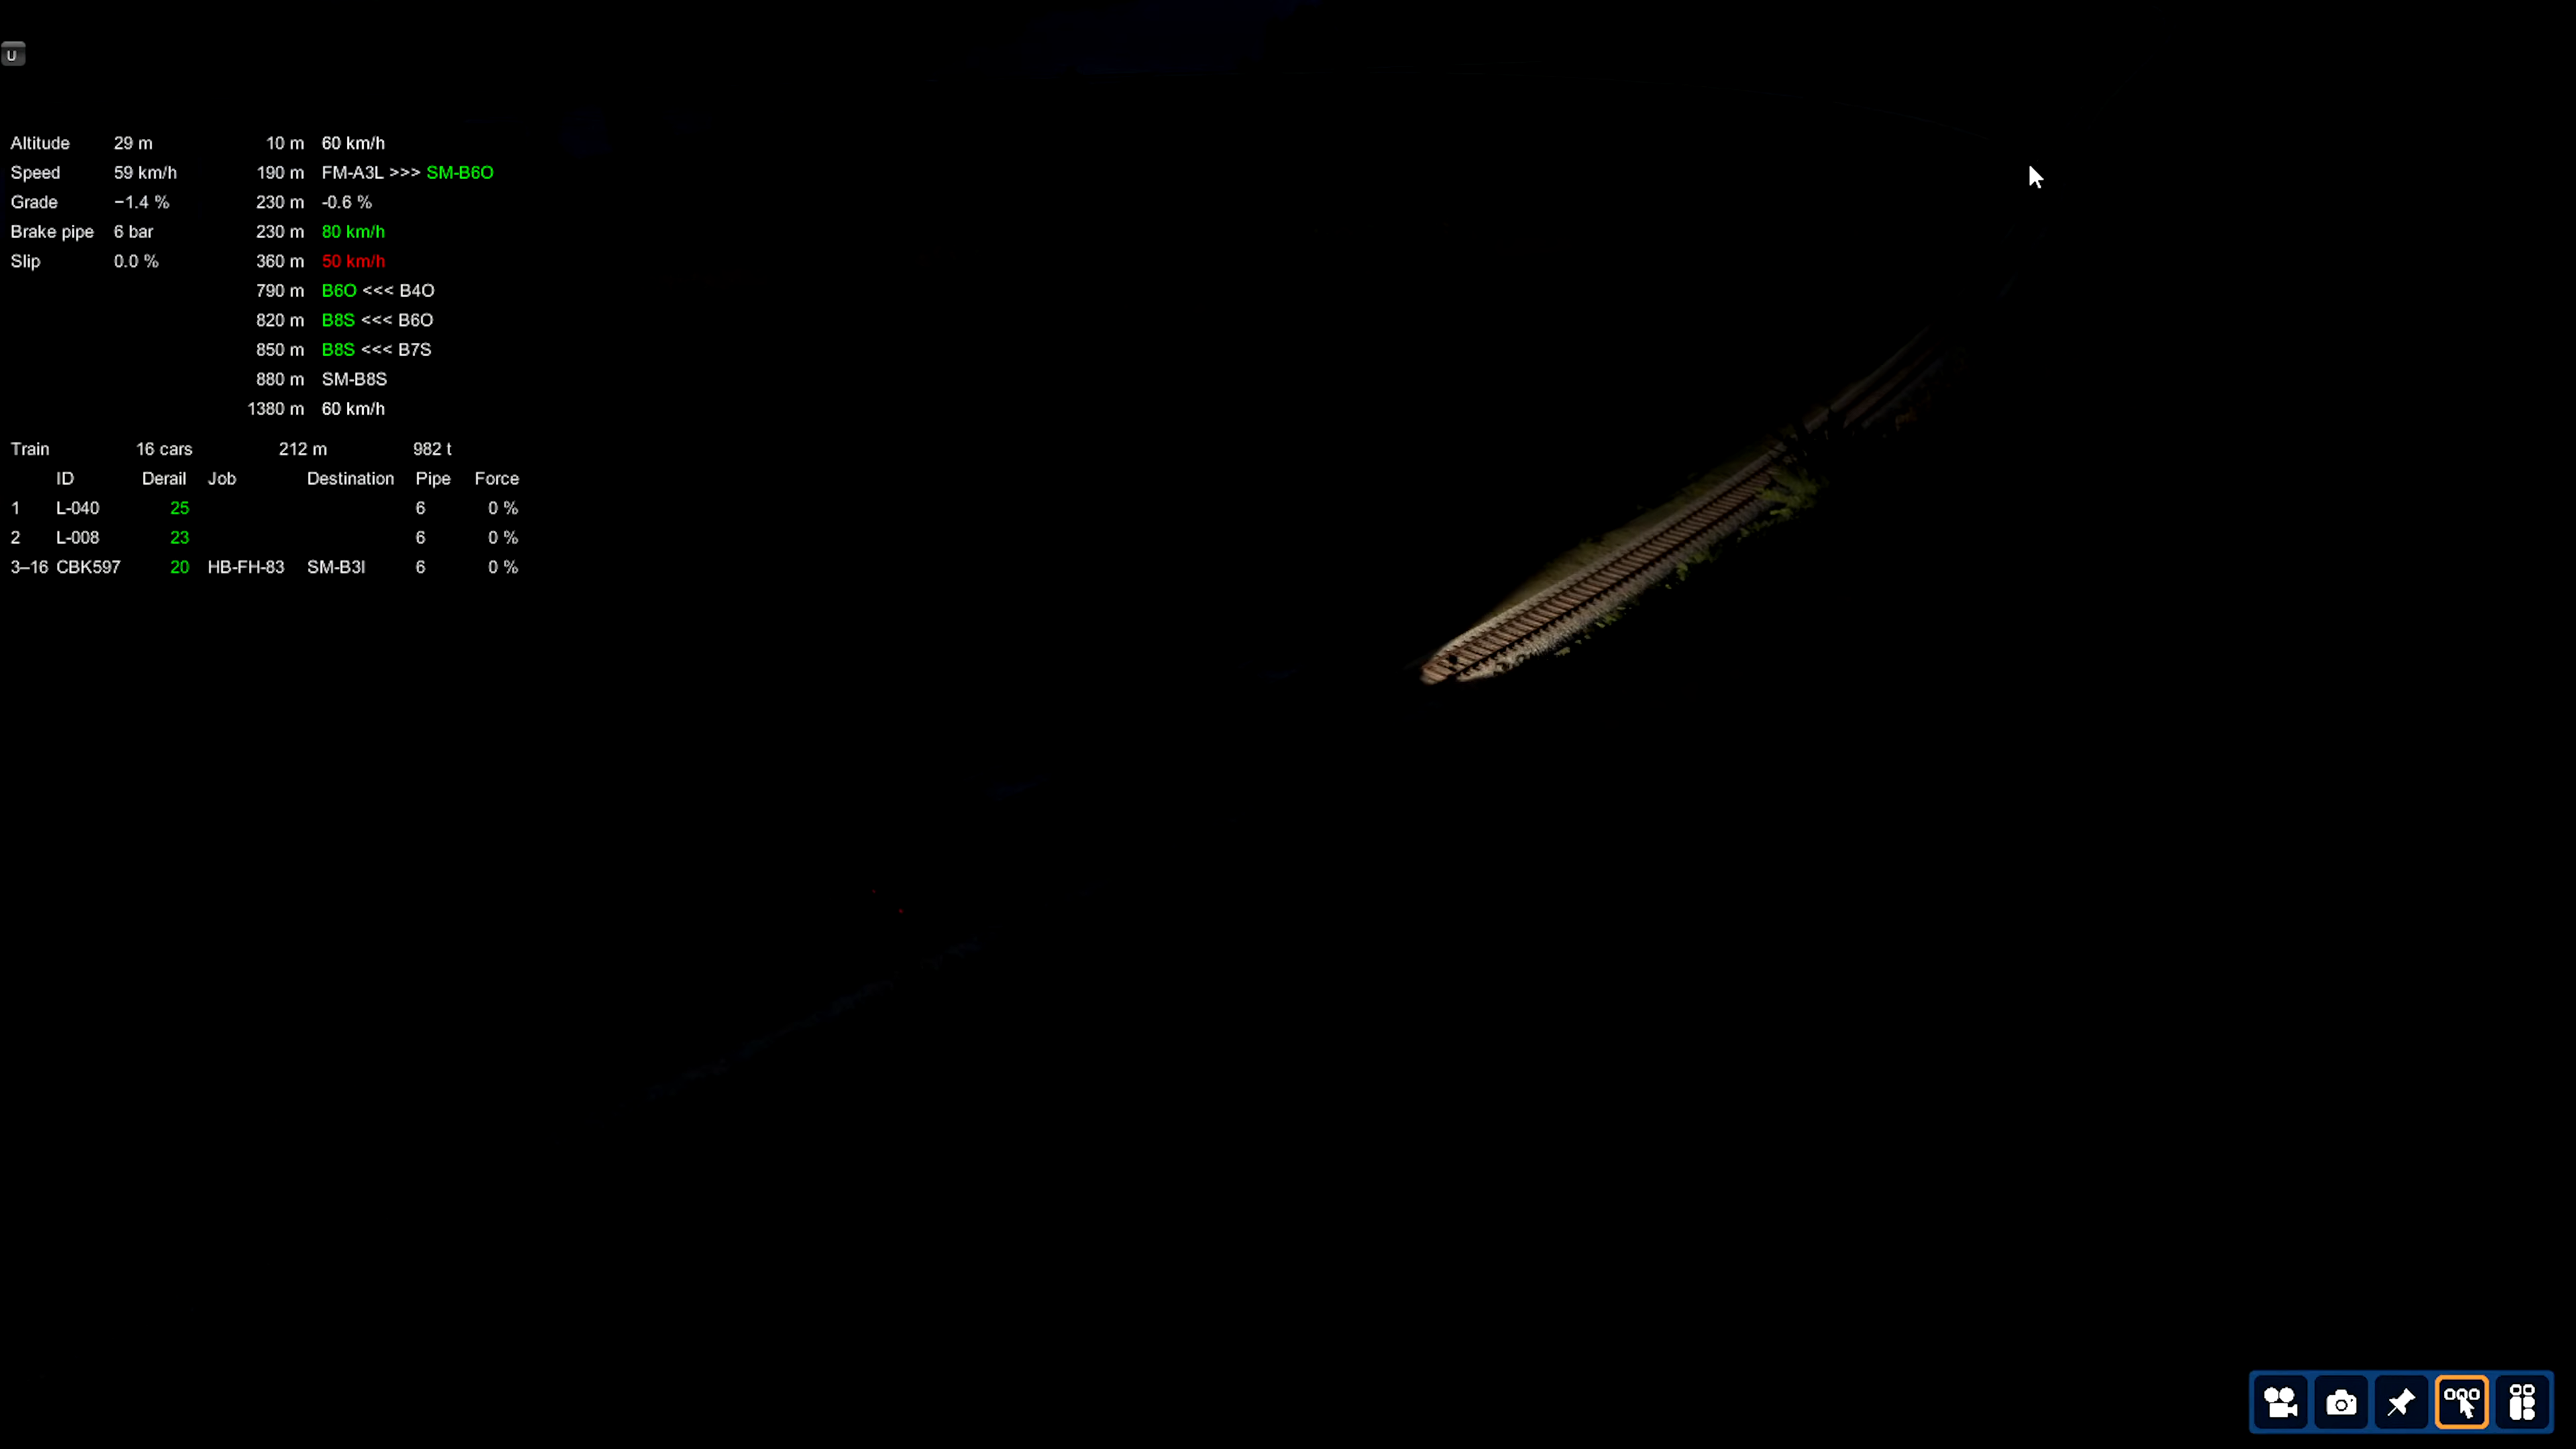 U
Altitude 29 m 10 m 60 km/h
Speed 59 km/h 190 m FM-A3L >>> SM-B6O
Grade −1.4 % 230 m -0.6 %
Brake pipe 6 bar 230 m 80 km/h
Slip 0.0 % 360 m 50 km/h
790 m B6O <<< B4O
820 m B8S <<< B6O
850 m B8S <<< B7S
880 m SM-B8S
1380 m 60 km/h
Train 16 cars 212 m 982 t
ID Derail Job Destination Pipe Force
1 L-040 25 6 0 %
2 L-008 23 6 0 %
3–16 CBK597 20 HB-FH-83 SM-B3I 6 0 %